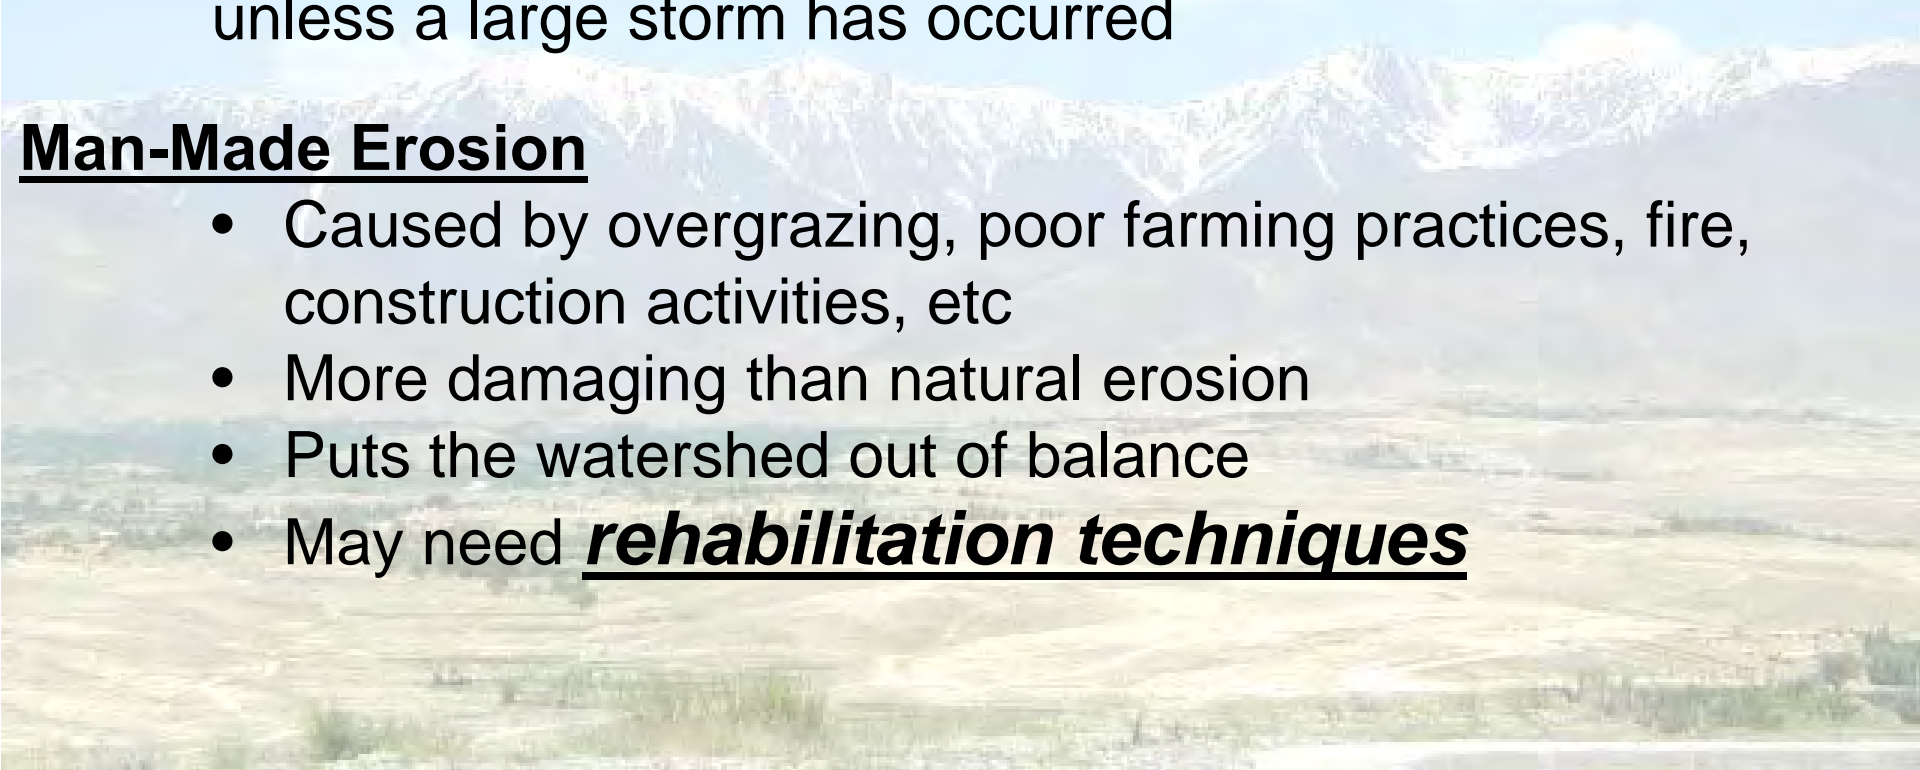 unless a large storm has occurred
Man-Made Erosion
• Caused by overgrazing, poor farming practices, fire,
construction activities, etc
• More damaging than natural erosion
• Puts the watershed out of balance
• May need rehabilitation techniques